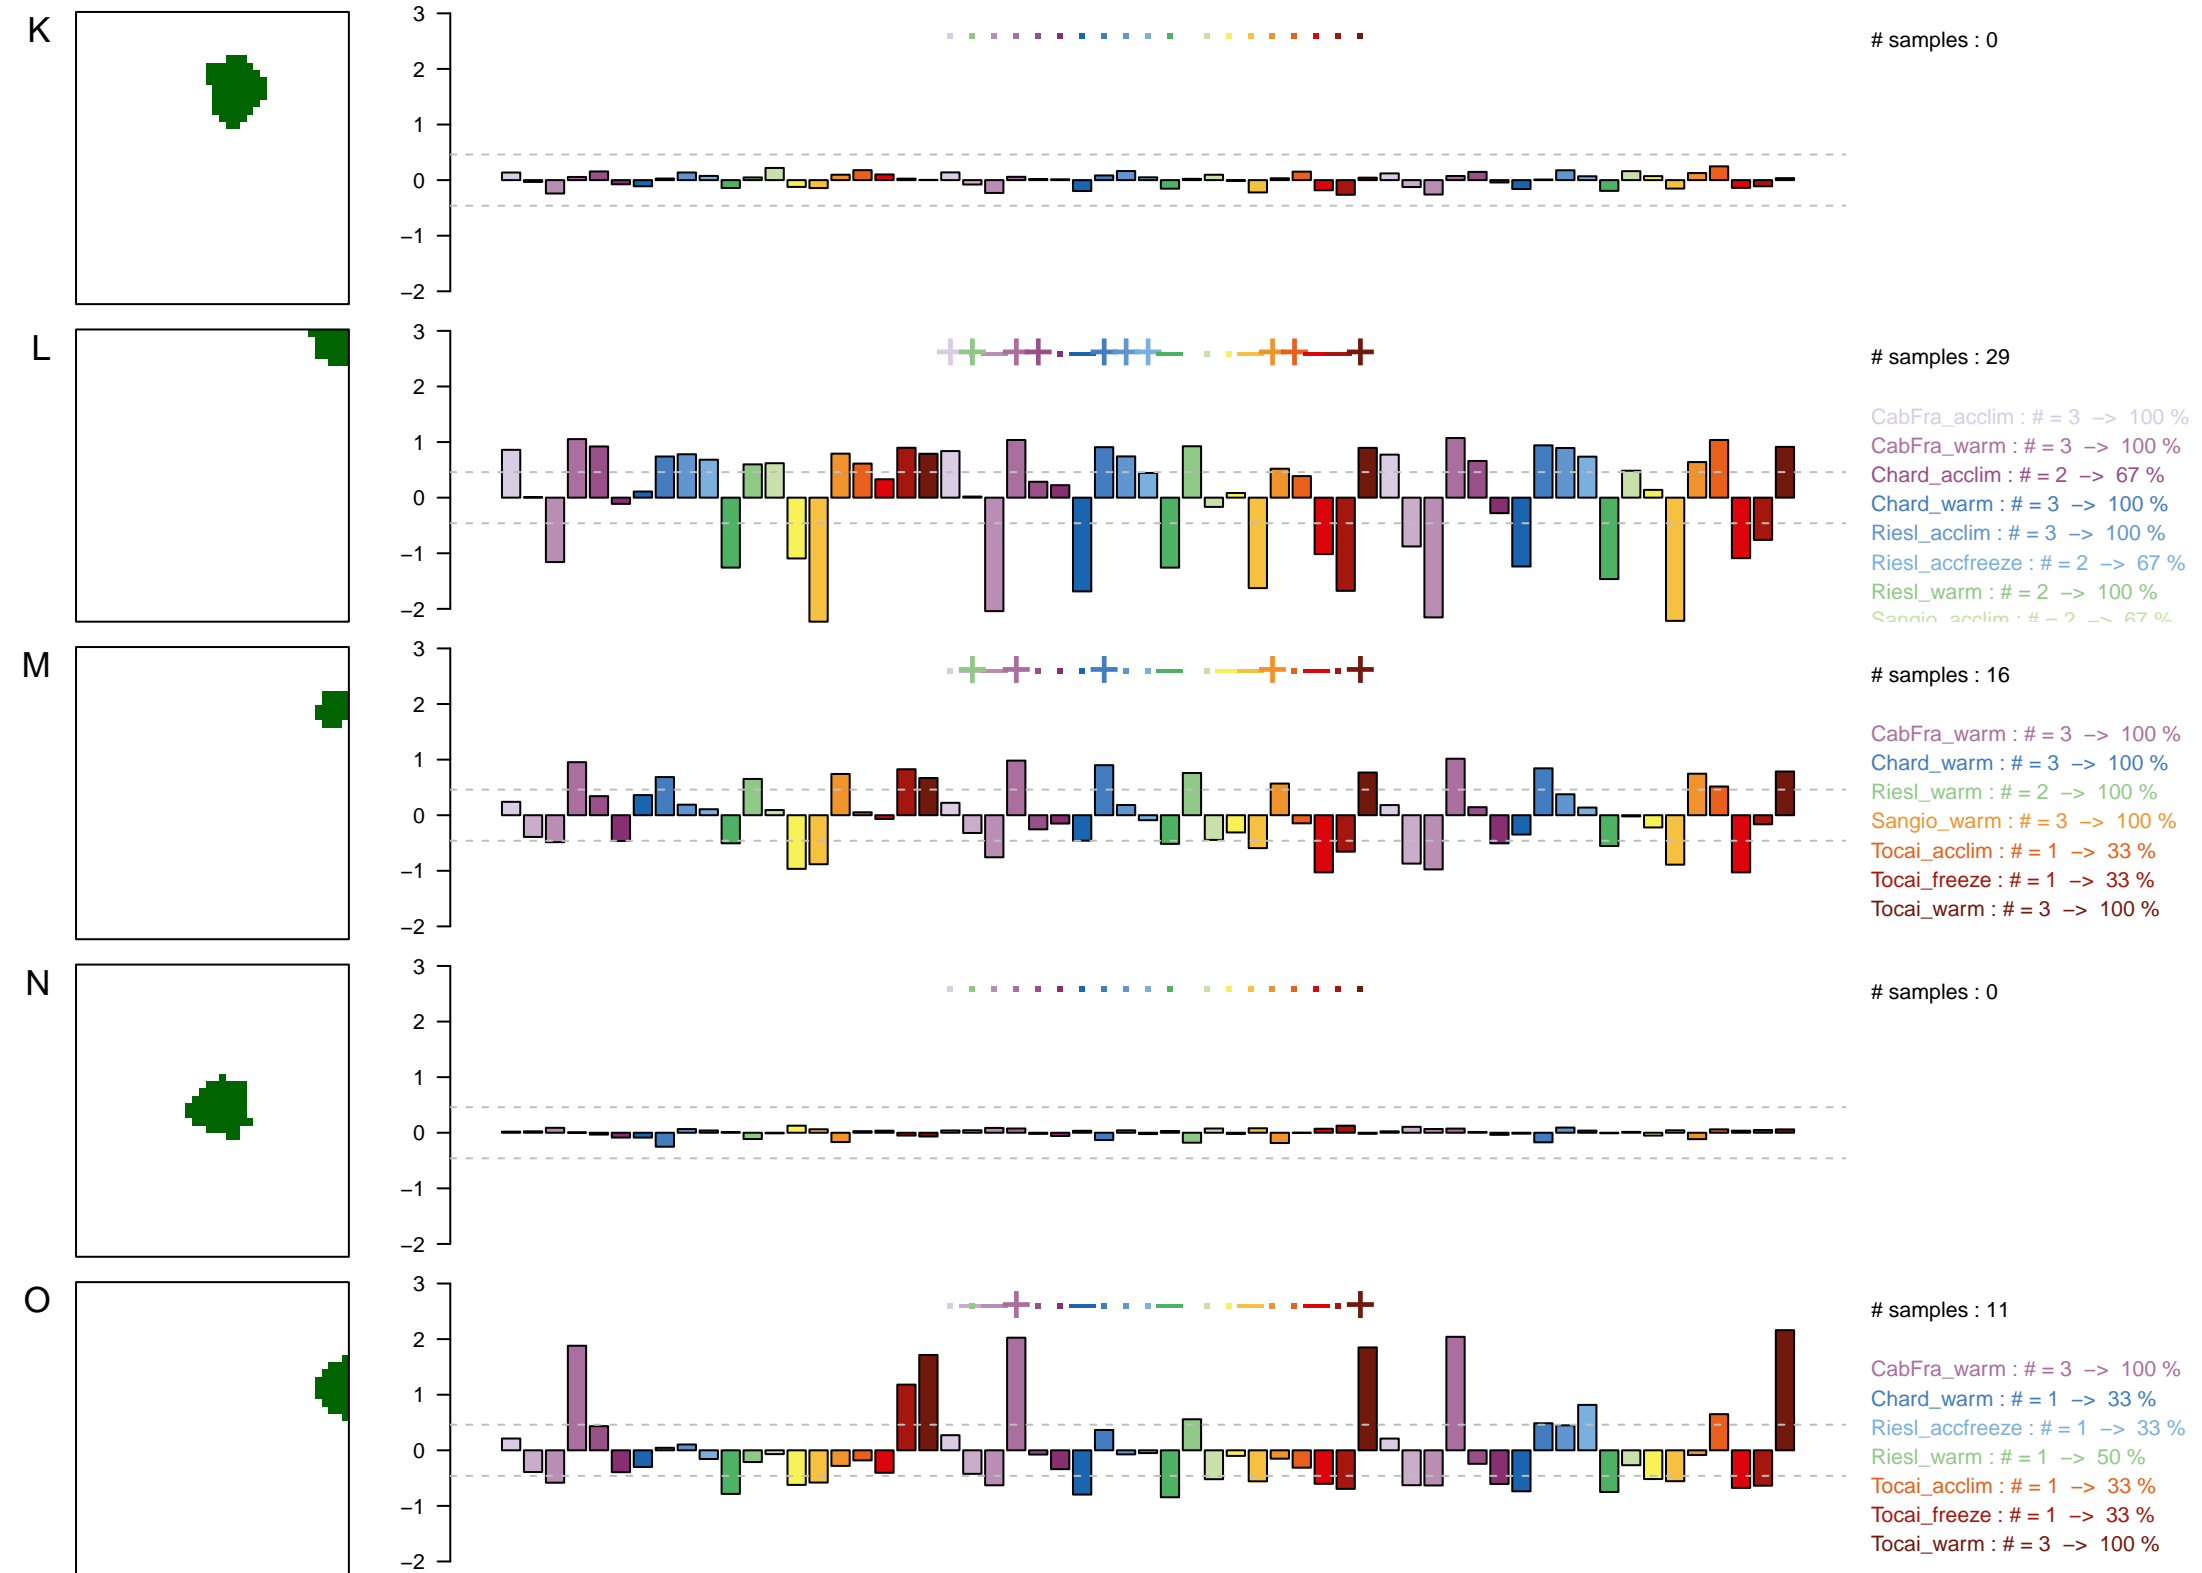 K
3
2
1
0
−1
−2
# samples : 0
L
3
2
1
0
−1
−2
# samples : 29
CabFra_acclim : # = 3 −> 100 %
CabFra_warm : # = 3 −> 100 %
Chard_acclim : # = 2 −> 67 %
Chard_warm : # = 3 −> 100 %
Riesl_acclim : # = 3 −> 100 %
Riesl_accfreeze : # = 2 −> 67 %
Riesl_warm : # = 2 −> 100 %
Sangio_acclim : # = 2 −> 67 %
M
3
2
1
0
−1
−2
# samples : 16
CabFra_warm : # = 3 −> 100 %
Chard_warm : # = 3 −> 100 %
Riesl_warm : # = 2 −> 100 %
Sangio_warm : # = 3 −> 100 %
Tocai_acclim : # = 1 −> 33 %
Tocai_freeze : # = 1 −> 33 %
Tocai_warm : # = 3 −> 100 %
N
3
2
1
0
−1
−2
# samples : 0
O
3
2
1
0
−1
−2
# samples : 11
CabFra_warm : # = 3 −> 100 %
Chard_warm : # = 1 −> 33 %
Riesl_accfreeze : # = 1 −> 33 %
Riesl_warm : # = 1 −> 50 %
Tocai_acclim : # = 1 −> 33 %
Tocai_freeze : # = 1 −> 33 %
Tocai_warm : # = 3 −> 100 %